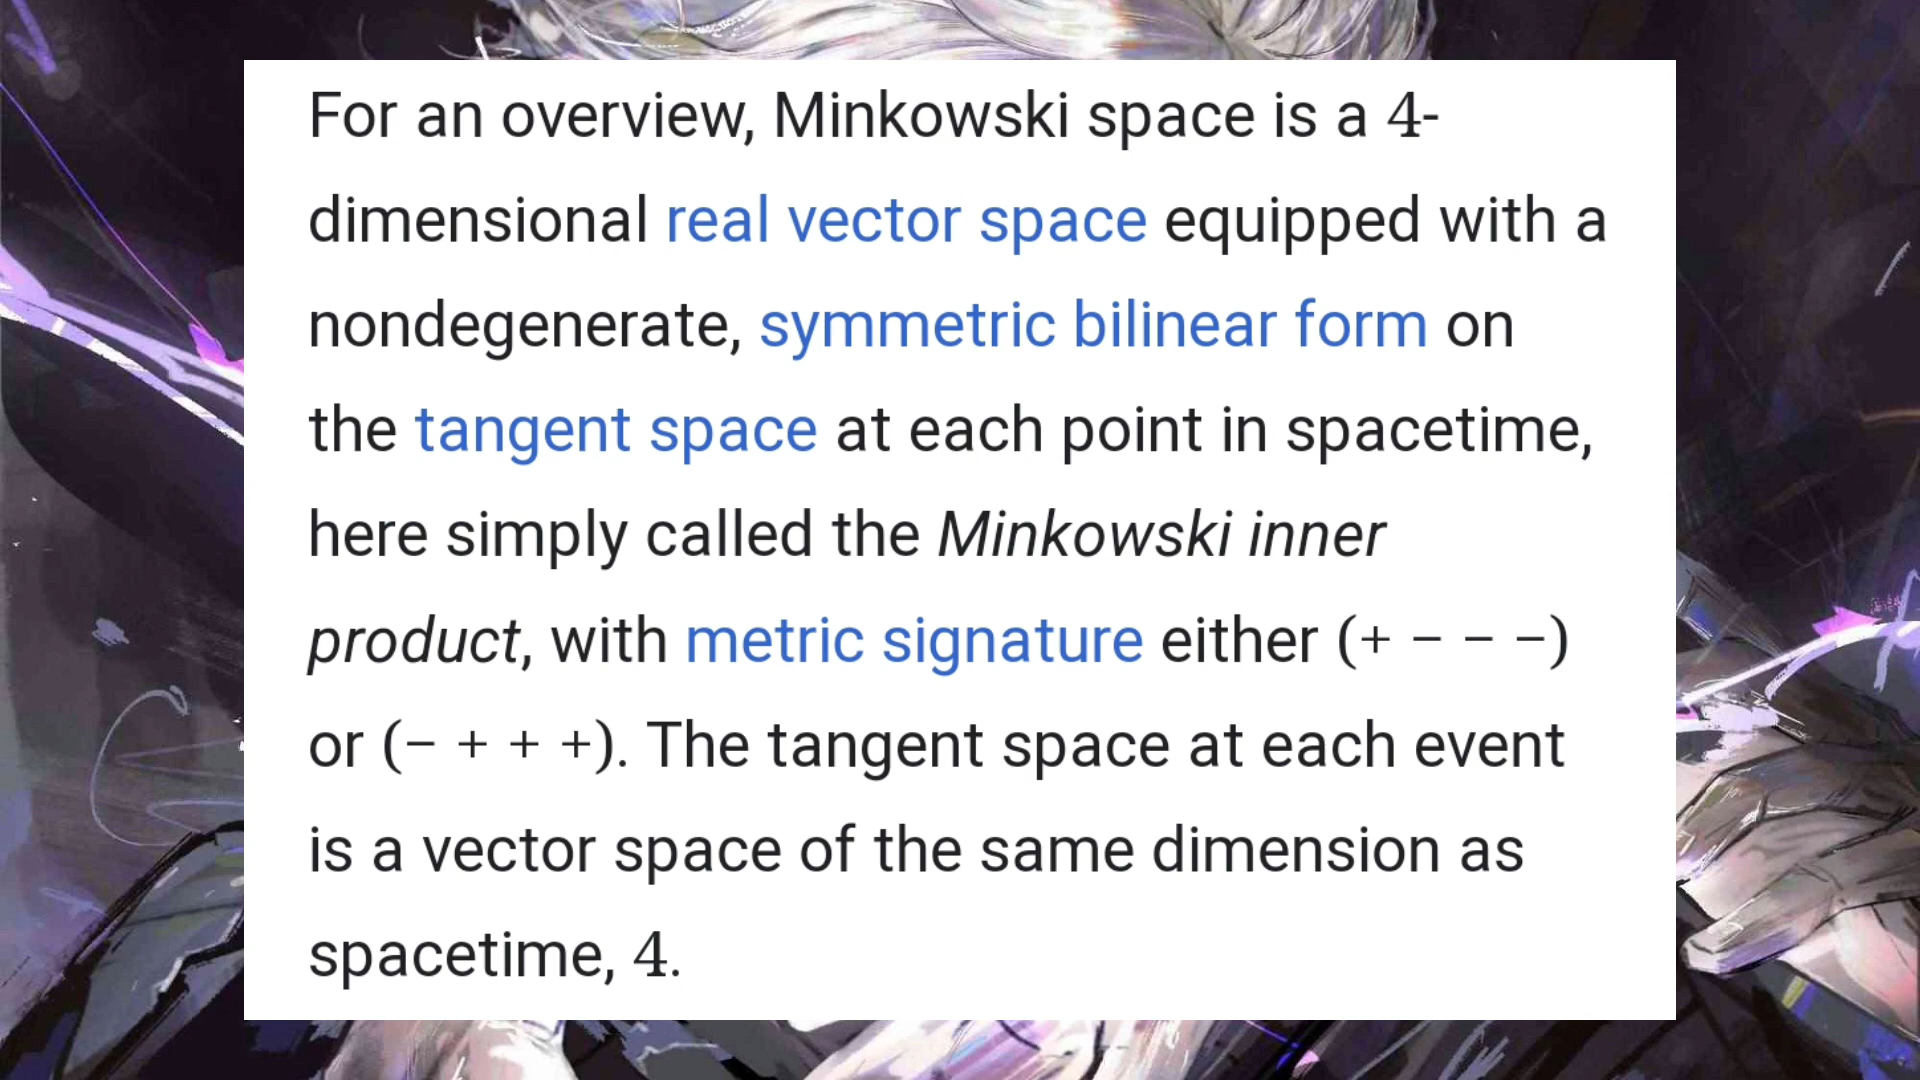 For an overview, Minkowski space is a 4-
dimensional real vector space equipped with a
nondegenerate, symmetric bilinear form on
the tangent space at each point in spacetime,
here simply called the Minkowski inner
product, with metric signature either (+ − − −)
or (− + + +). The tangent space at each event
is a vector space of the same dimension as
spacetime, 4.